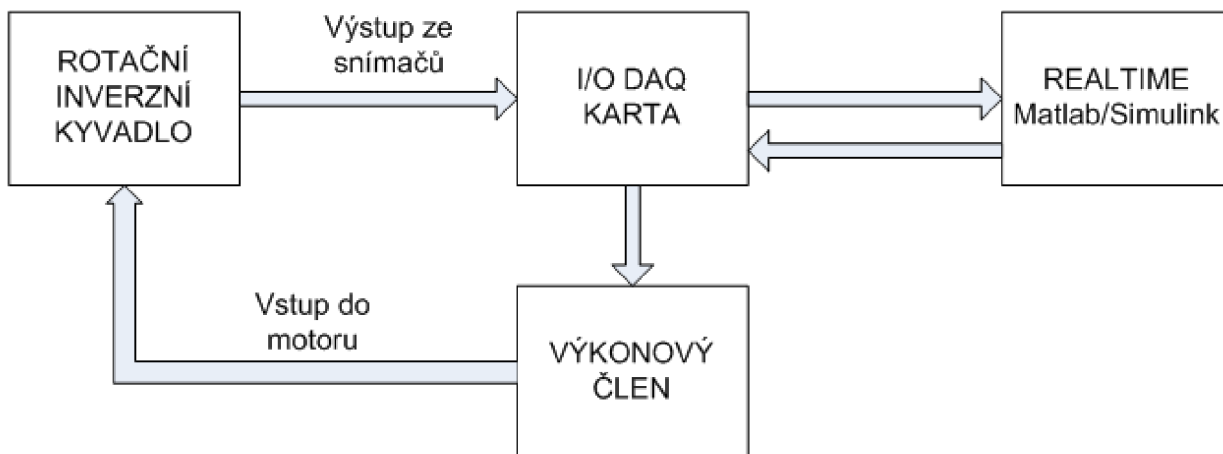 ROTAČNÍ
INVERZNÍ
KYVADLO
Výstup ze
snímačů
I/O DAQ
KARTA
REALTIME
Matlab/Simulink
Vstup do
motoru
VÝKONOVÝ
ČLEN